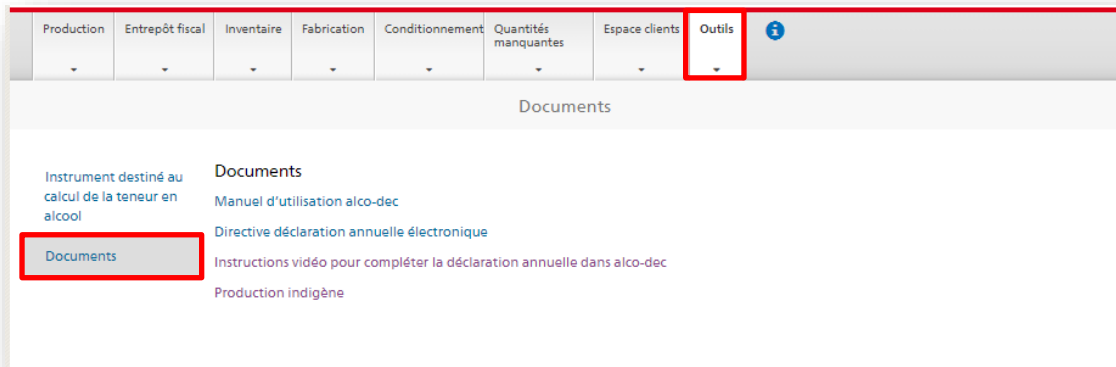 Production Entrepôt fiscal Inventaire Fabrication Conditionnement Quantités manquantes Espace clients Outils
Documents
Instrument destiné au
calcul de la teneur en
alcool
Documents
Documents
Manuel d'utilisation alco-dec
Directive déclaration annuelle électronique
Instructions vidéo pour compléter la déclaration annuelle dans alco-dec
Production indigène